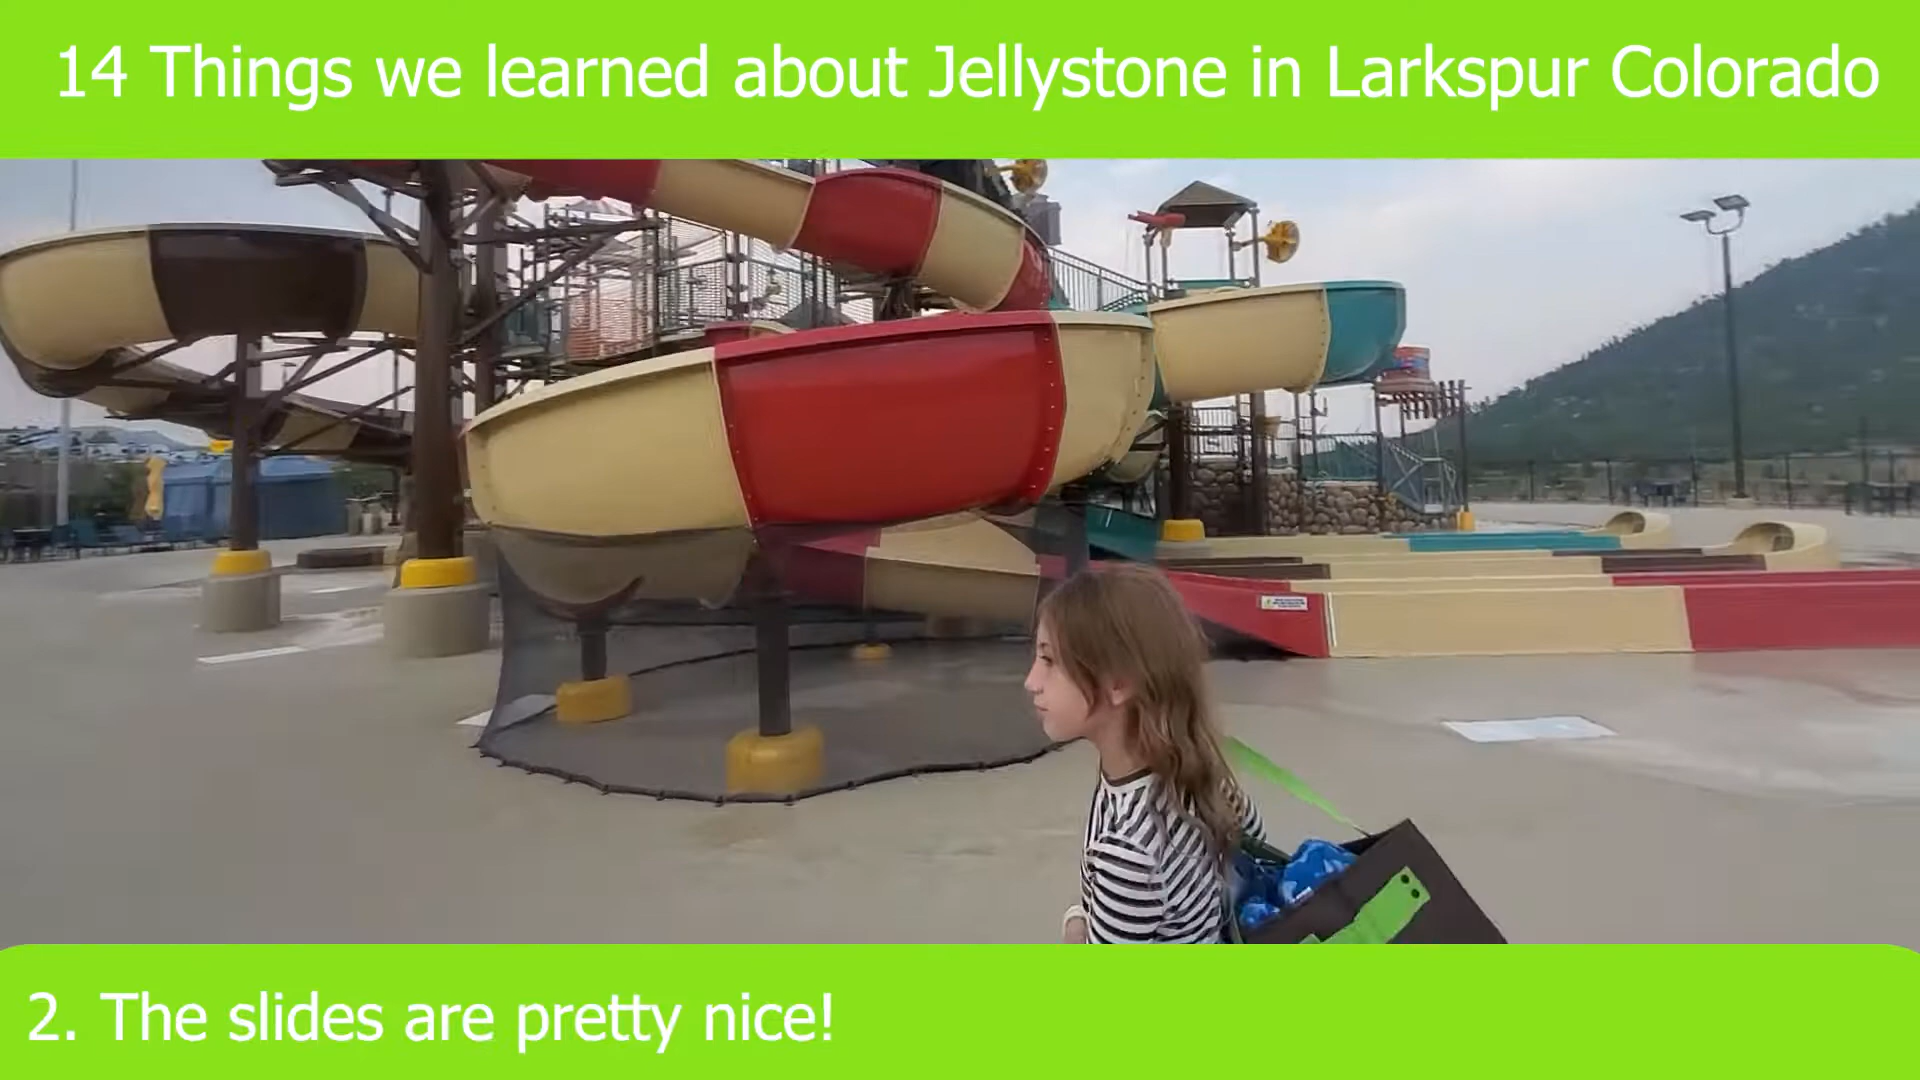 14 Things we learned about Jellystone in Larkspur Colorado
2. The slides are pretty nice!